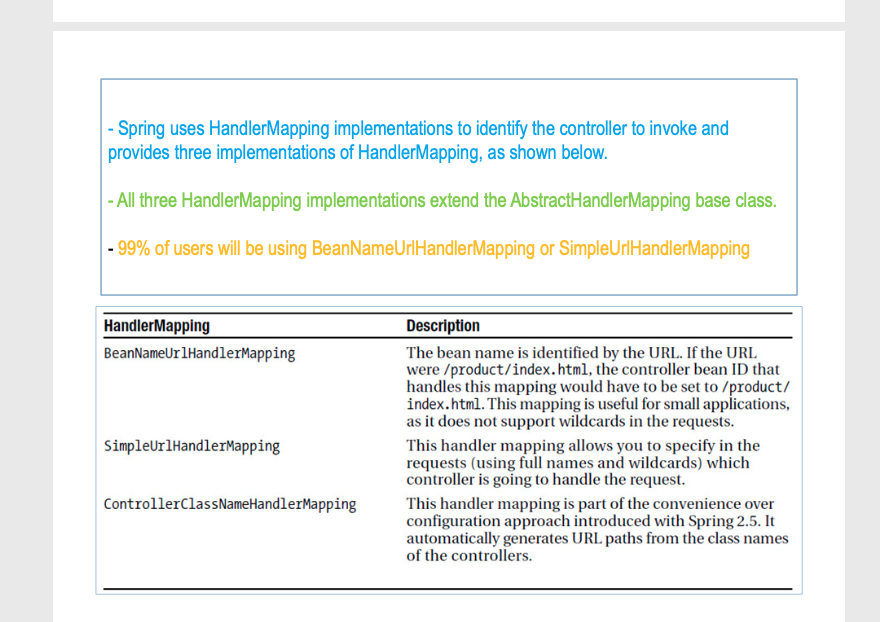 - Spring uses HandlerMapping implementations to identify the controller to invoke and
provides three implementations of HandlerMapping, as shown below.
- All three HandlerMapping implementations extend the AbstractHandlerMapping base class.
- 99% of users will be using BeanNameUrlHandlerMapping or SimpleUrlHandlerMapping
HandlerMapping Description
BeanNameUrlHandlerMapping The bean name is identified by the URL. If the URL
were /product/index.html, the controller bean ID that
handles this mapping would have to be set to /product/
index.html. This mapping is useful for small applications,
as it does not support wildcards in the requests.
SimpleUrlHandlerMapping This handler mapping allows you to specify in the
requests (using full names and wildcards) which
controller is going to handle the request.
ControllerClassNameHandlerMapping This handler mapping is part of the convenience over
configuration approach introduced with Spring 2.5. It
automatically generates URL paths from the class names
of the controllers.